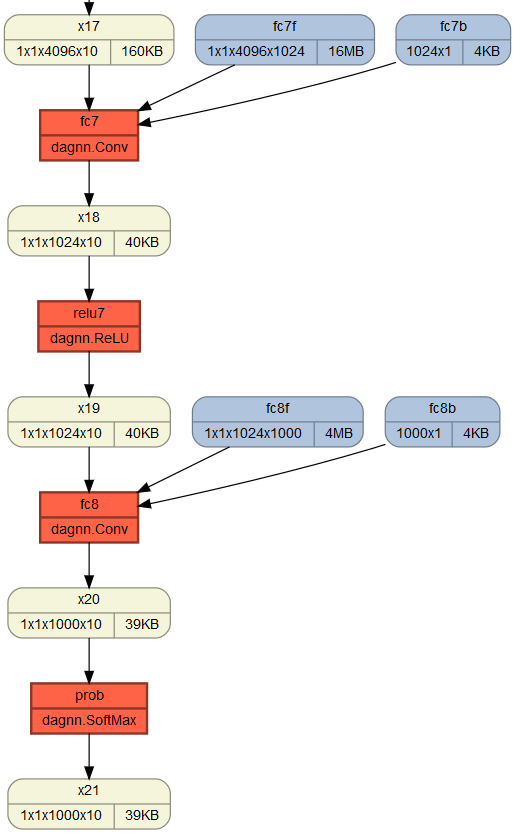 x17
1x1x4096x10 160KB
fc7f
1x1x4096x1024 16MB
fc7b
1024x1 4KB
fc7
dagnn.Conv
x18
1x1x1024x10 40KB
relu7
dagnn.ReLU
x19
1x1x1024x10 40KB
fc8f
1x1x1024x1000 4MB
fc8b
1000x1 4KB
fc8
dagnn.Conv
x20
1x1x1000x10 39KB
prob
dagnn.SoftMax
x21
1x1x1000x10 39KB